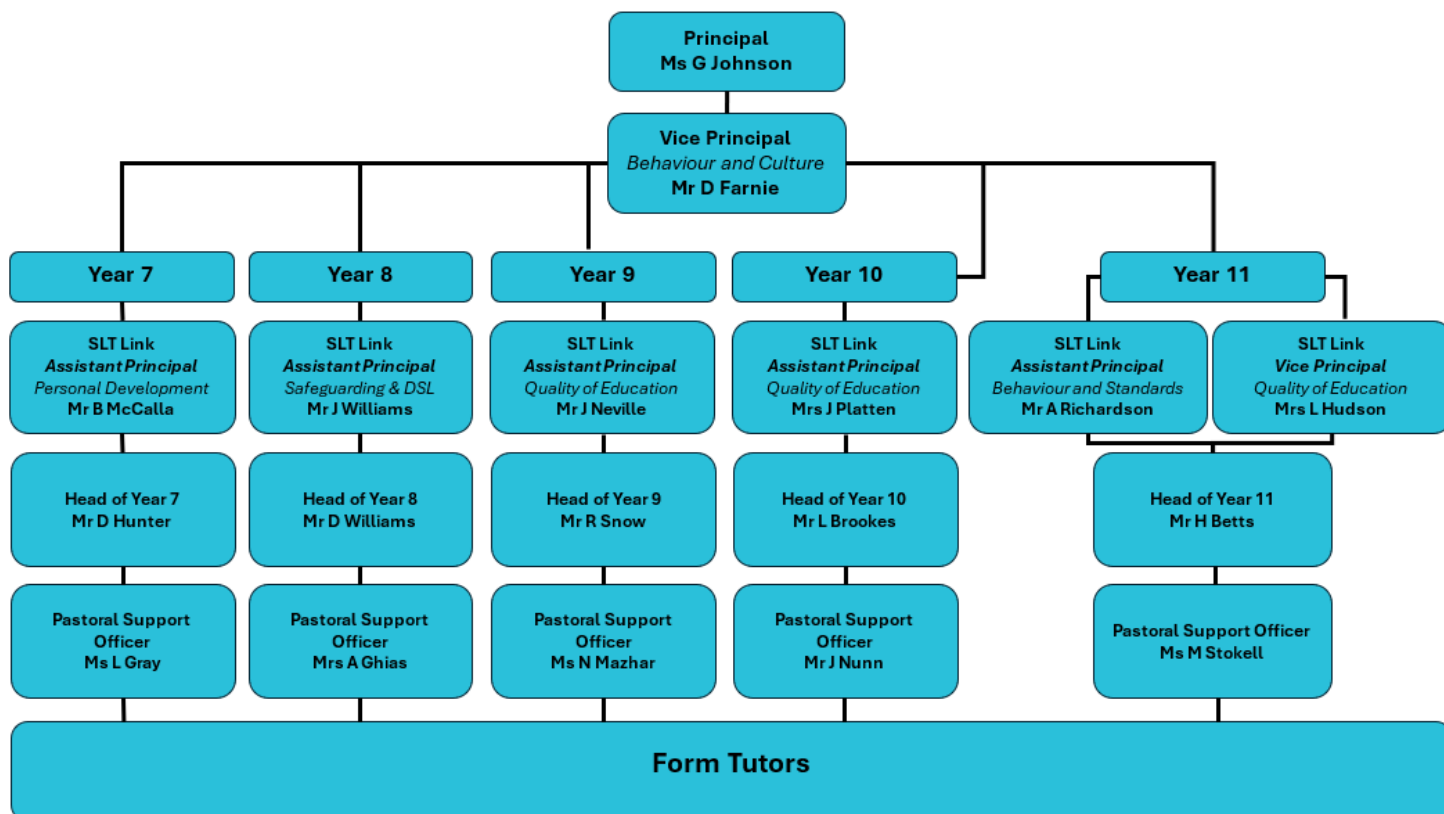 Principal
Ms G Johnson
Vice Principal
Behaviour and Culture
Mr D Farnie
Year 7
Year 8
Year 9
Year 10
Year 11
SLT Link
Assistant Principal
Personal Development
Mr B McCalla
SLT Link
Assistant Principal
Safeguarding & DSL
Mr J Williams
SLT Link
Assistant Principal
Quality of Education
Mr J Neville
SLT Link
Assistant Principal
Quality of Education
Mrs J Platten
SLT Link
Assistant Principal
Behaviour and Standards
Mr A Richardson
SLT Link
Vice Principal
Quality of Education
Mrs L Hudson
Head of Year 7
Mr D Hunter
Head of Year 8
Mr D Williams
Head of Year 9
Mr R Snow
Head of Year 10
Mr L Brookes
Head of Year 11
Mr H Betts
Pastoral Support
Officer
Ms L Gray
Pastoral Support
Officer
Mrs A Ghias
Pastoral Support
Officer
Ms N Mazhar
Pastoral Support
Officer
Mr J Nunn
Pastoral Support Officer
Ms M Stokell
Form Tutors